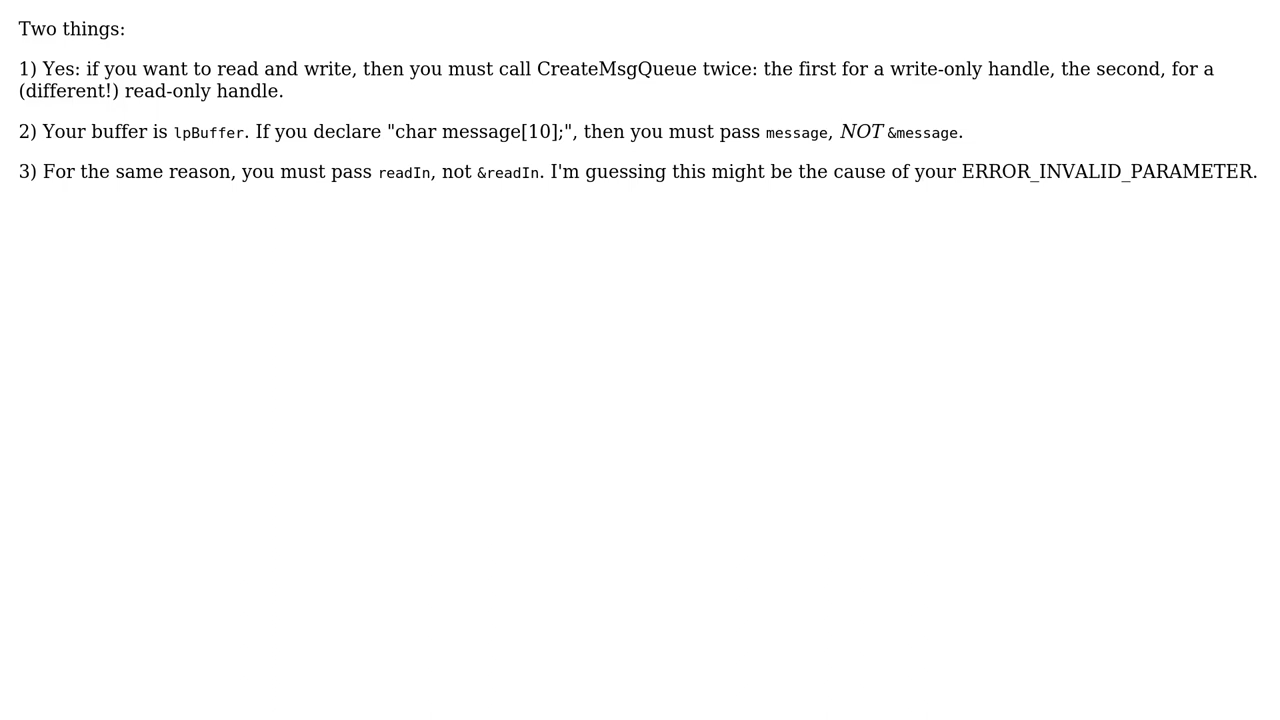 Two things:
1) Yes: if you want to read and write, then you must call CreateMsgQueue twice: the first for a write-only handle, the second, for a
(different!) read-only handle.
2) Your buffer is lpBuffer. If you declare "char message[10];", then you must pass message, NOT &message.
3) For the same reason, you must pass readIn, not &readIn. I'm guessing this might be the cause of your ERROR_INVALID_PARAMETER.